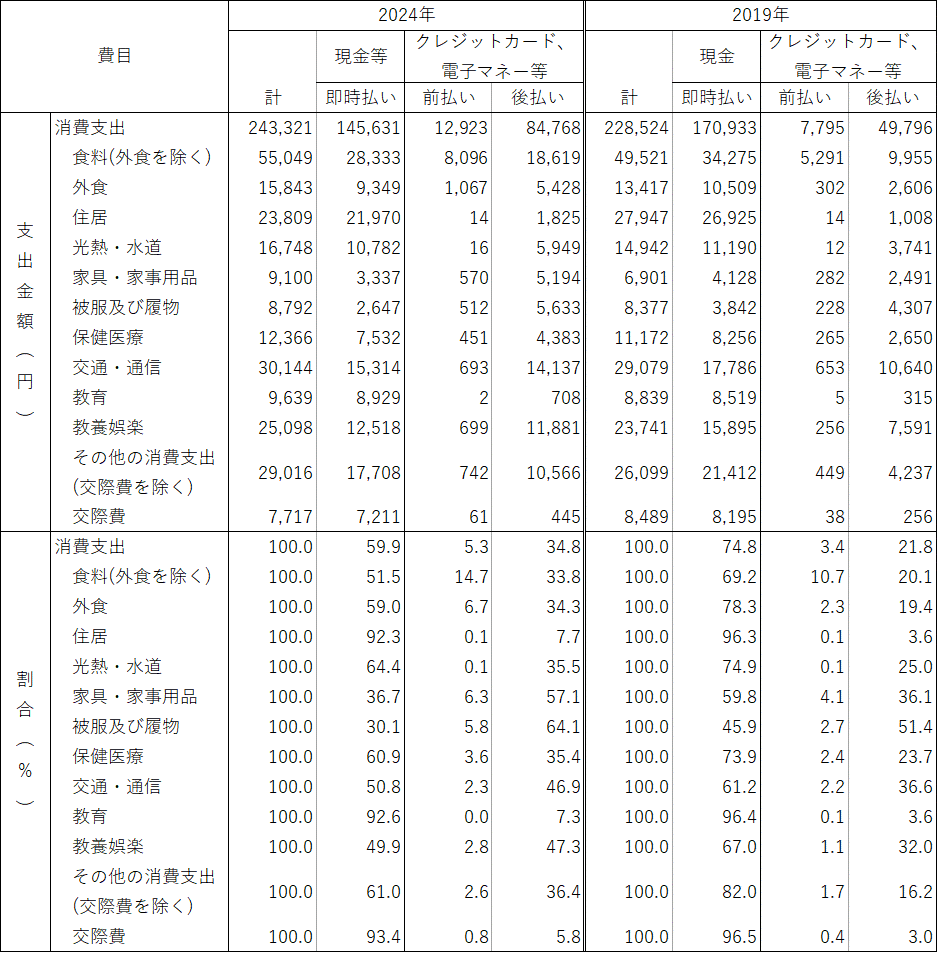 費目 2024年 2019年
計 現金等 クレジットカード、 計 現金 クレジットカード、
電子マネー等 電子マネー等
即時払い 前払い 後払い 即時払い 前払い 後払い
支出金額(円)
消費支出 243,321 145,631 12,923 84,768 228,524 170,933 7,795 49,796
食料(外食を除く) 55,049 28,333 8,096 18,619 49,521 34,275 5,291 9,955
外食 15,843 9,349 1,067 5,428 13,417 10,509 302 2,606
住居 23,809 21,970 14 1,825 27,947 26,925 14 1,008
光熱・水道 16,748 10,782 16 5,949 14,942 11,190 12 3,741
家具・家事用品 9,100 3,337 570 5,194 6,901 4,128 282 2,491
被服及び履物 8,792 2,647 512 5,633 8,377 3,842 228 4,307
保健医療 12,366 7,532 451 4,383 11,172 8,256 265 2,650
交通・通信 30,144 15,314 693 14,137 29,079 17,786 653 10,640
教育 9,639 8,929 2 708 8,839 8,519 5 315
教養娯楽 25,098 12,518 699 11,881 23,741 15,895 256 7,591
その他の消費支出
(交際費を除く) 29,016 17,708 742 10,566 26,099 21,412 449 4,237
交際費 7,717 7,211 61 445 8,489 8,195 38 256
割合(%)
消費支出 100.0 59.9 5.3 34.8 100.0 74.8 3.4 21.8
食料(外食を除く) 100.0 51.5 14.7 33.8 100.0 69.2 10.7 20.1
外食 100.0 59.0 6.7 34.3 100.0 78.3 2.3 19.4
住居 100.0 92.3 0.1 7.7 100.0 96.3 0.1 3.6
光熱・水道 100.0 64.4 0.1 35.5 100.0 74.9 0.1 25.0
家具・家事用品 100.0 36.7 6.3 57.1 100.0 59.8 4.1 36.1
被服及び履物 100.0 30.1 5.8 64.1 100.0 45.9 2.7 51.4
保健医療 100.0 60.9 3.6 35.4 100.0 73.9 2.4 23.7
交通・通信 100.0 50.8 2.3 46.9 100.0 61.2 2.2 36.6
教育 100.0 92.6 0.0 7.3 100.0 96.4 0.1 3.6
教養娯楽 100.0 49.9 2.8 47.3 100.0 67.0 1.1 32.0
その他の消費支出
(交際費を除く) 100.0 61.0 2.6 36.4 100.0 82.0 1.7 16.2
交際費 100.0 93.4 0.8 5.8 100.0 96.5 0.4 3.0